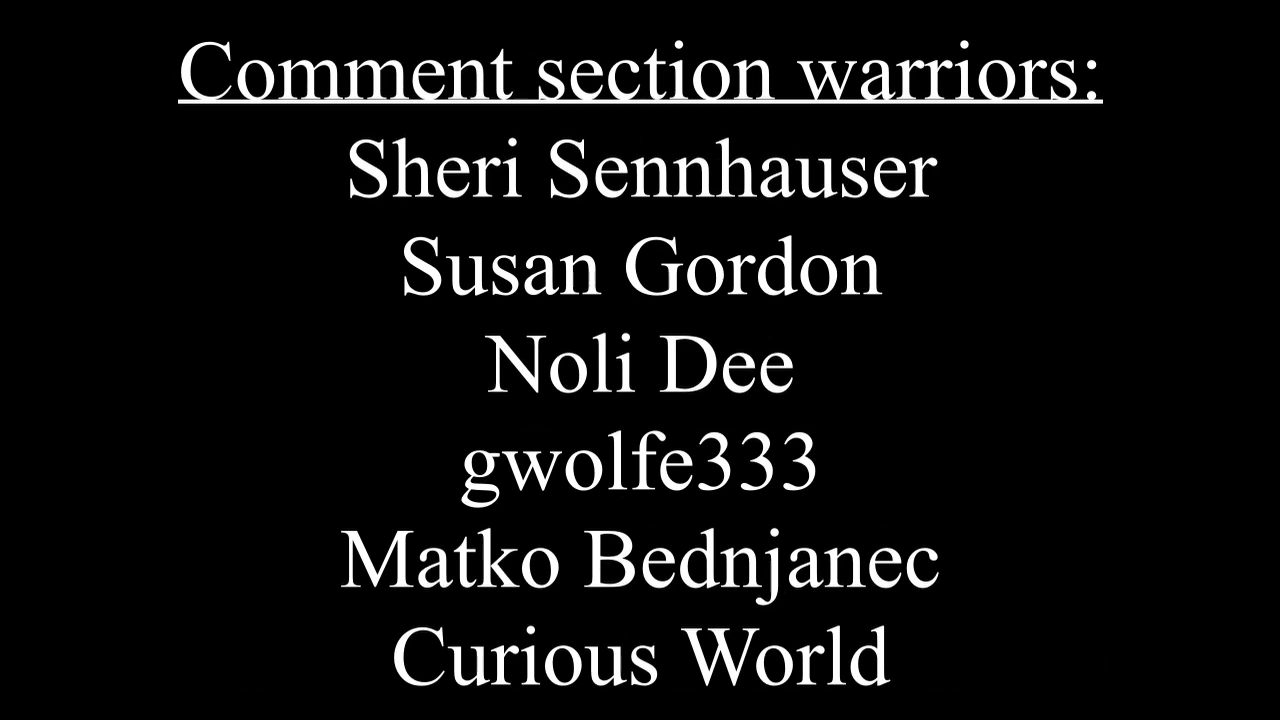 Comment section warriors:
Sheri Sennhauser
Susan Gordon
Noli Dee
gwolfe333
Matko Bednjanec
Curious World